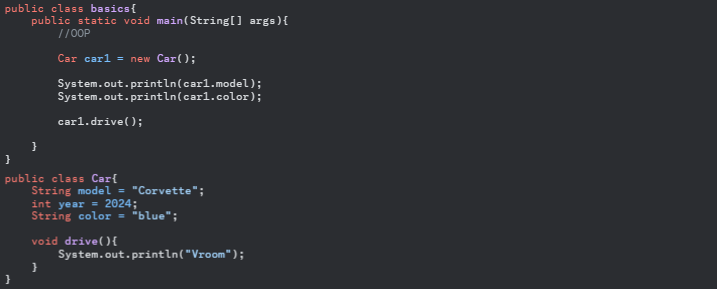 public class basics{
    public static void main(String[] args){
        //OOP
        Car car1 = new Car();
        System.out.println(car1.model);
        System.out.println(car1.color);
        car1.drive();
    }
}
public class Car{
    String model = "Corvette";
    int year = 2024;
    String color = "blue";
    void drive(){
        System.out.println("Vroom");
    }
}